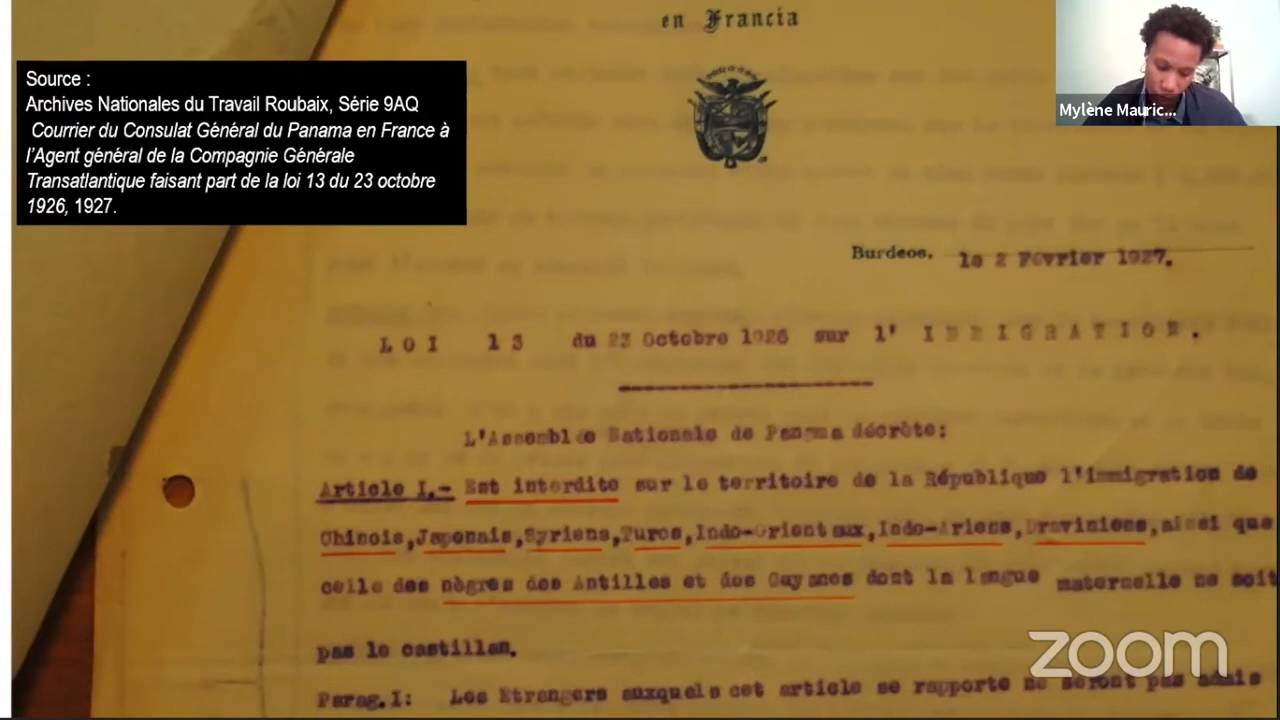 en Francia
Source :
Archives Nationales du Travail Roubaix, Série 9AQ
Courrier du Consulat Général du Panama en France à
l'Agent général de la Compagnie Générale
Transatlantique faisant part de la loi 13 du 23 octobre
1926, 1927.
Mylène Mauric...
Burdeos. le 2 Février 1927.
LOI 13 du 23 Octobre 1926 sur l' IMMIGRATION.
L'Assemblée Nationale de Panama décrète:
Article I.- Est interdite sur le territoire de la République l'immigration de
Chinois,Japonais,Syriens,Turcs,Indo-Orientaux,Indo-Ariens,Draviniens,ainsi que
celle des nègres des Antilles et des Guyanes dont la langue maternelle ne soit
pas le castillan.
Parag.I: Les Etrangers auxquels cet article se rapporte ne seront pas admis
zoom